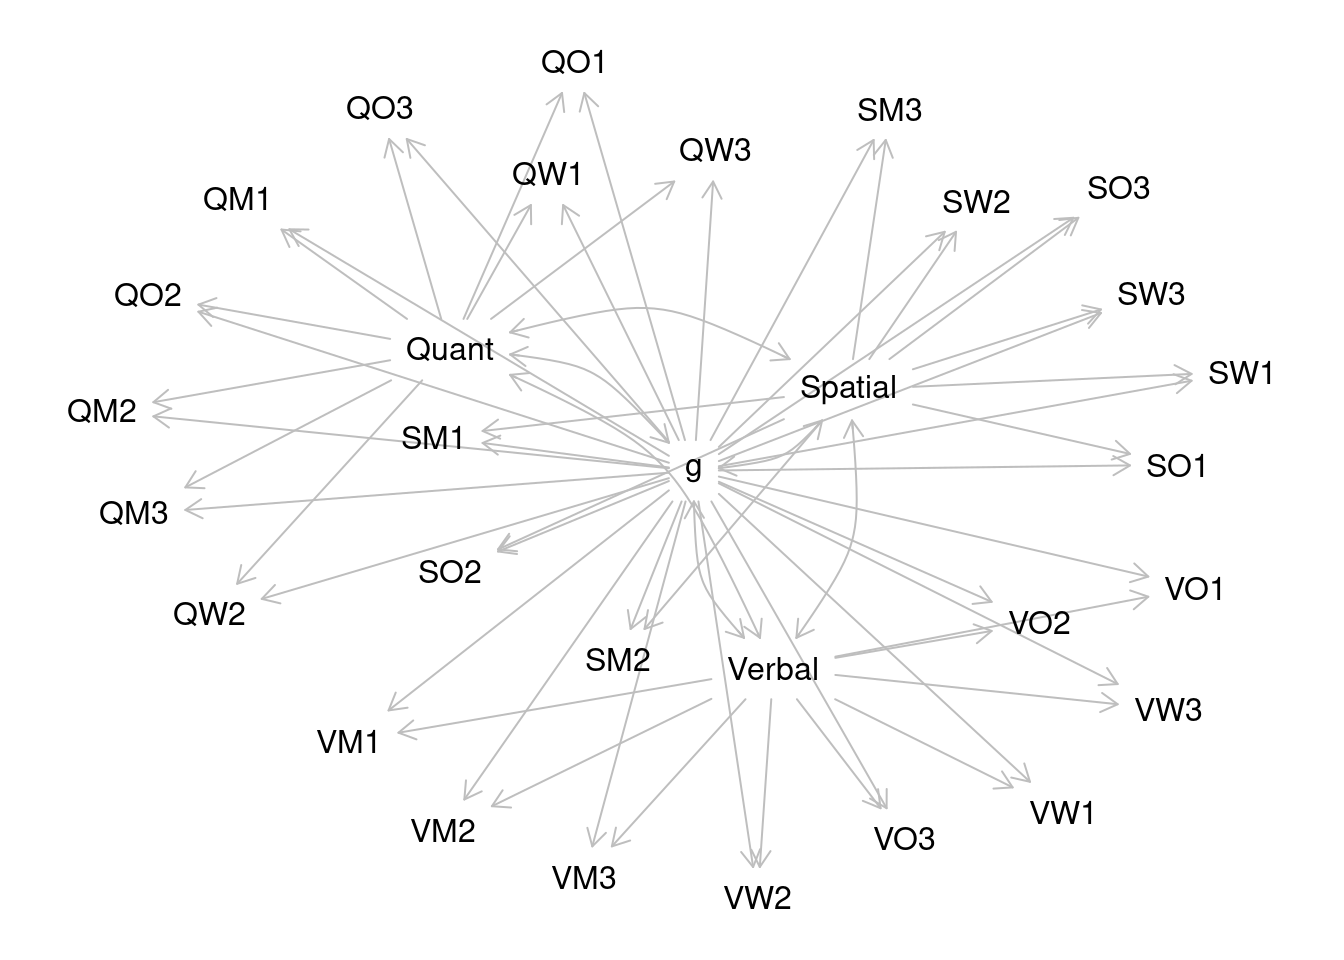 QO1
QO3
SM3
QW3
QW1
SO3
QM1
SW2
QO2
SW3
Quant
SW1
Spatial
QM2
SM1
g
SO1
QM3
SO2
VO1
QW2
VO2
SM2
Verbal
VW3
VM1
VW1
VM2
VO3
VM3
VW2